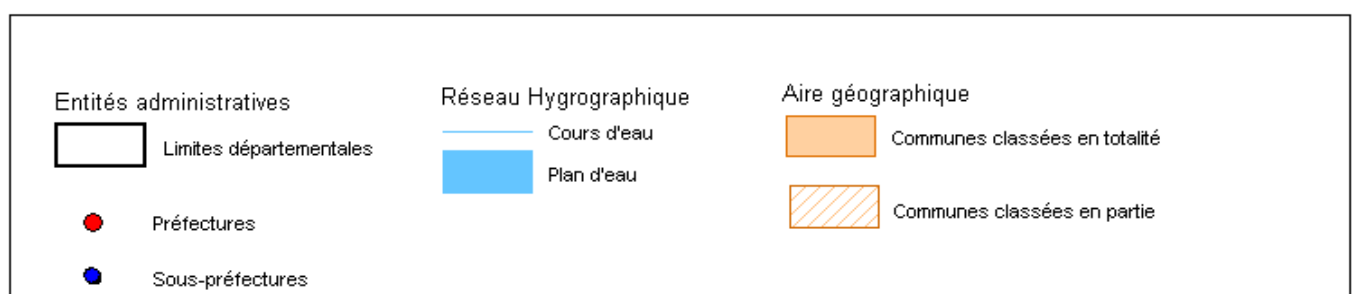 Entités administratives
Limites départementales
Préfectures
Sous-préfectures
Réseau Hygrographique
Cours d'eau
Plan d'eau
Aire géographique
Communes classées en totalité
Communes classées en partie